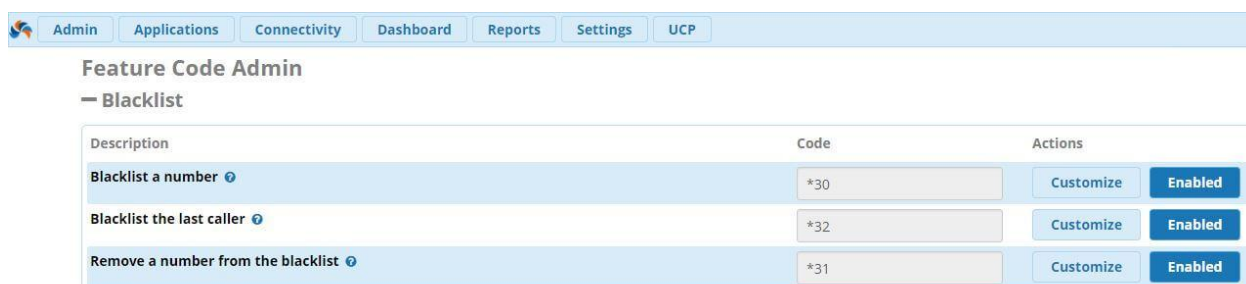 Admin Applications Connectivity Dashboard Reports Settings UCP
Feature Code Admin
Blacklist
Description Code Actions
Blacklist a number *30 Customize Enabled
Blacklist the last caller *32 Customize Enabled
Remove a number from the blacklist *31 Customize Enabled